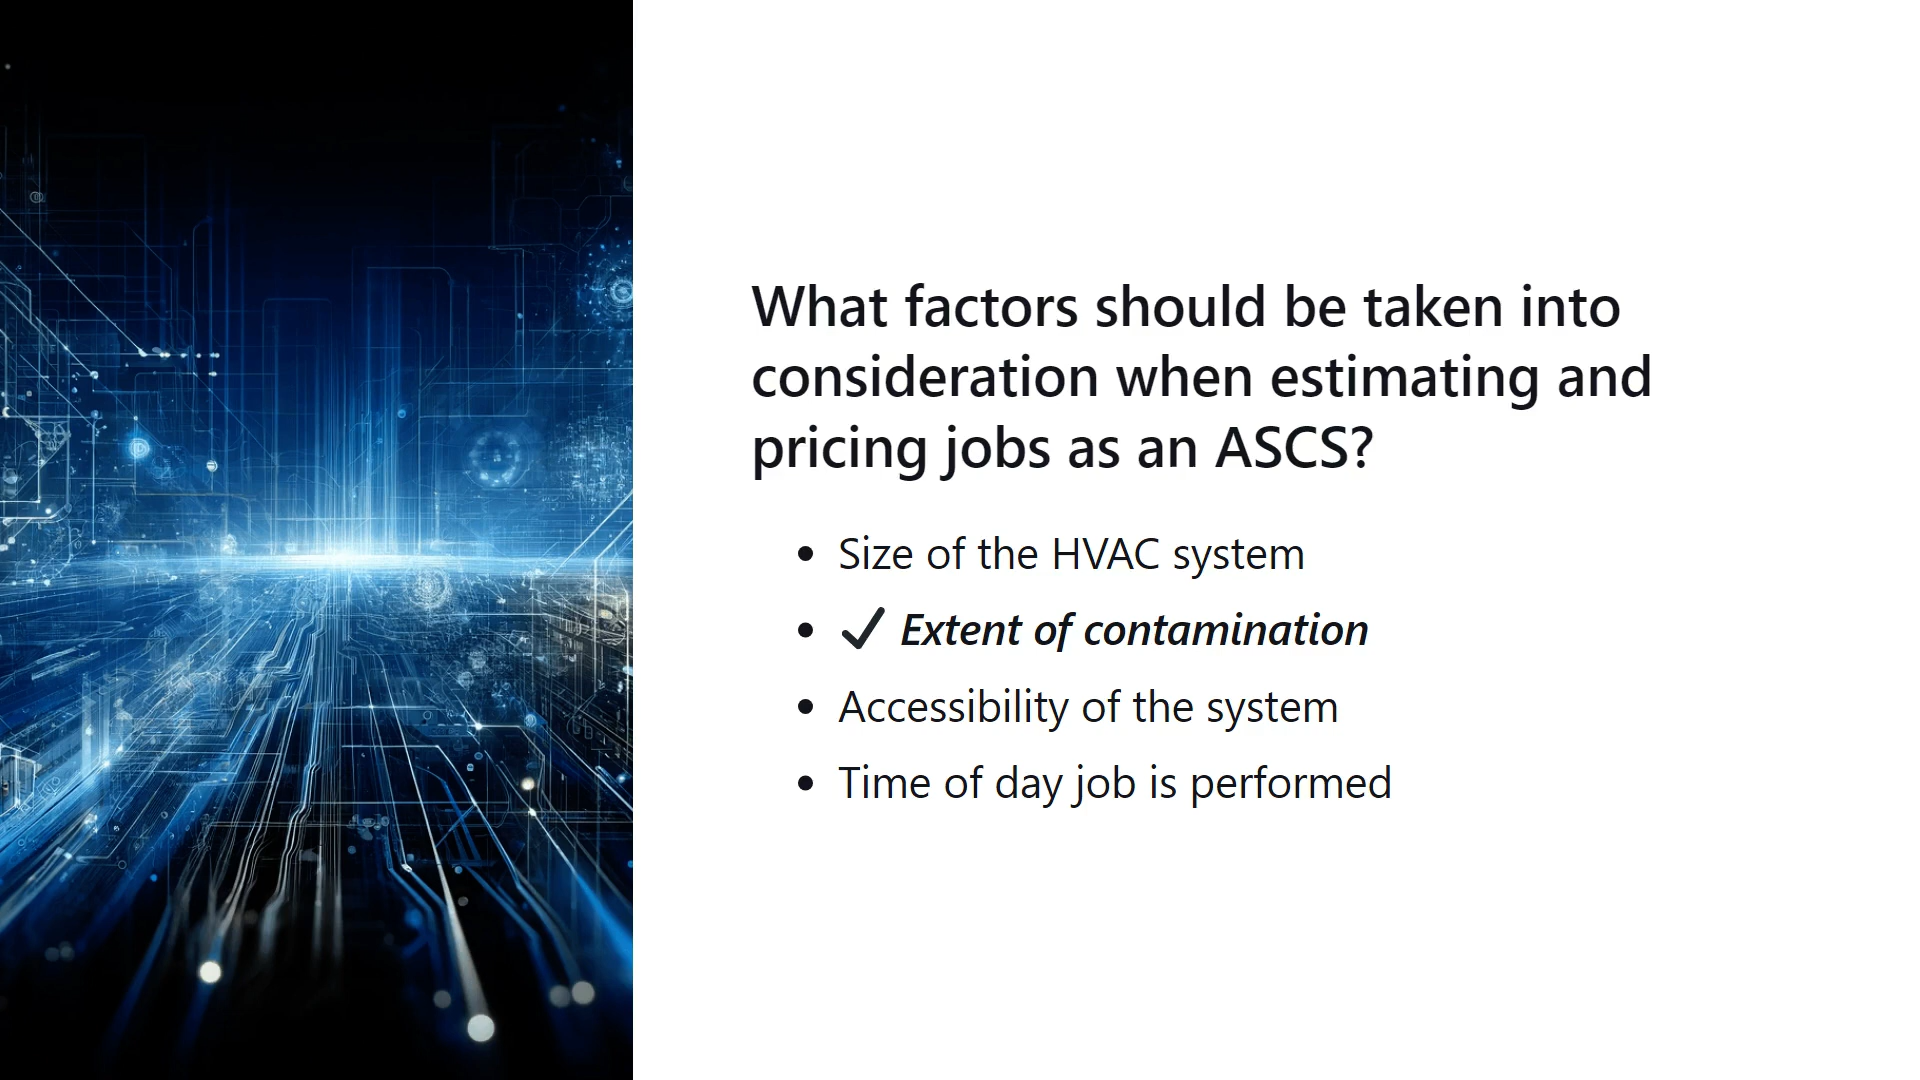 What factors should be taken into
consideration when estimating and
pricing jobs as an ASCS?
• Size of the HVAC system
• ✔ Extent of contamination
• Accessibility of the system
• Time of day job is performed